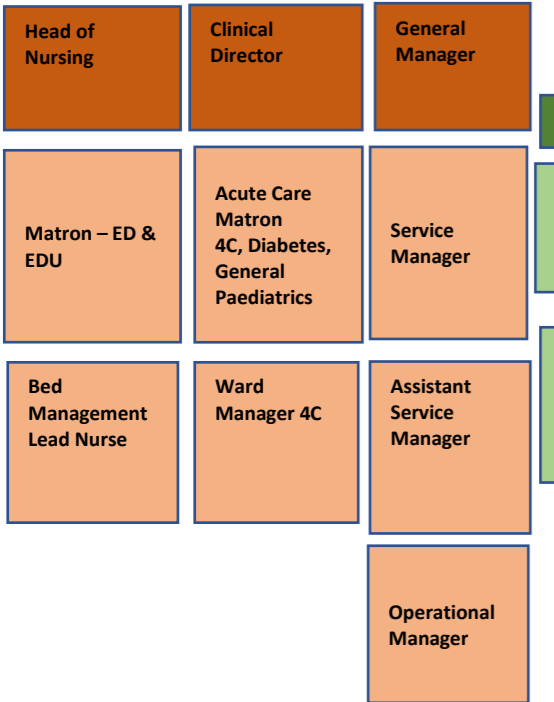 Head of
Nursing
Clinical
Director
General
Manager
Matron – ED &
EDU
Acute Care
Matron
4C, Diabetes,
General
Paediatrics
Service
Manager
Bed
Management
Lead Nurse
Ward
Manager 4C
Assistant
Service
Manager
Operational
Manager